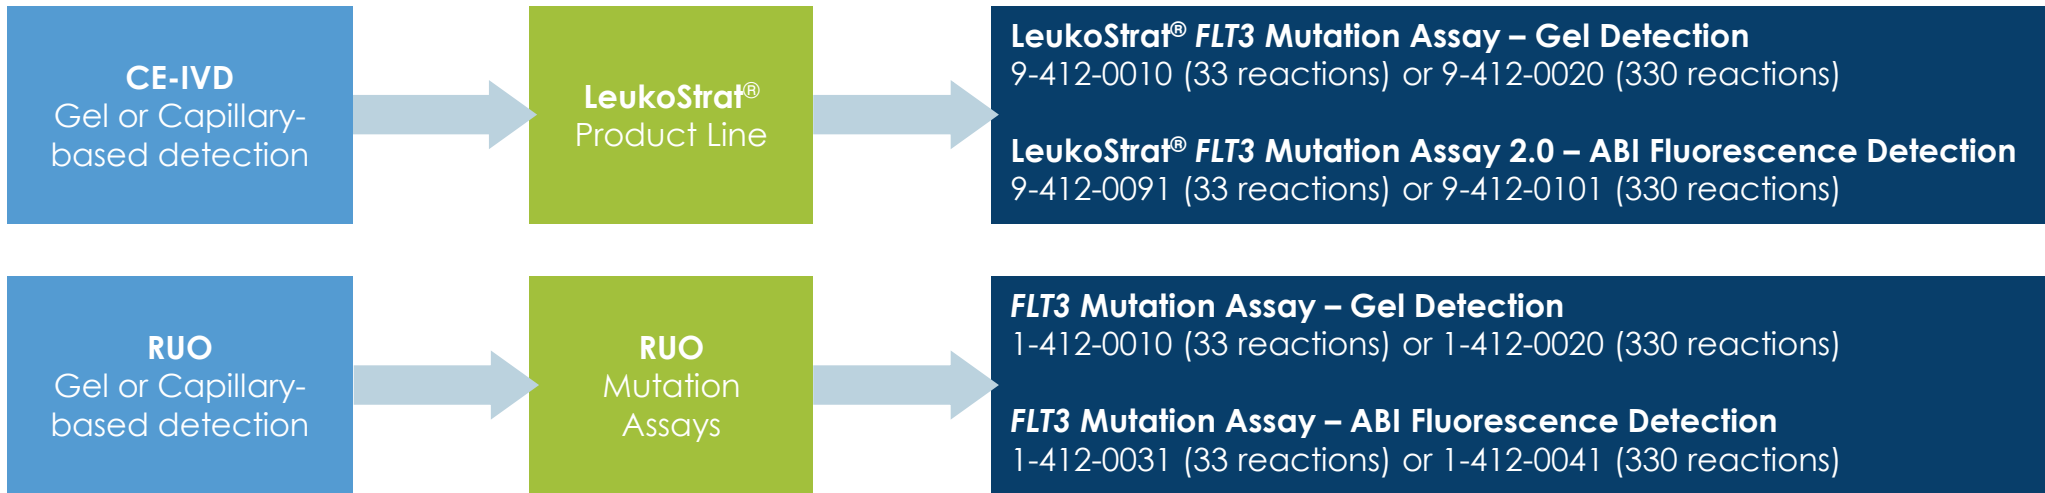 CE-IVD
Gel or Capillary-
based detection
LeukoStrat®
Product Line
LeukoStrat® FLT3 Mutation Assay – Gel Detection
9-412-0010 (33 reactions) or 9-412-0020 (330 reactions)
LeukoStrat® FLT3 Mutation Assay 2.0 – ABI Fluorescence Detection
9-412-0091 (33 reactions) or 9-412-0101 (330 reactions)
RUO
Gel or Capillary-
based detection
RUO
Mutation
Assays
FLT3 Mutation Assay – Gel Detection
1-412-0010 (33 reactions) or 1-412-0020 (330 reactions)
FLT3 Mutation Assay – ABI Fluorescence Detection
1-412-0031 (33 reactions) or 1-412-0041 (330 reactions)